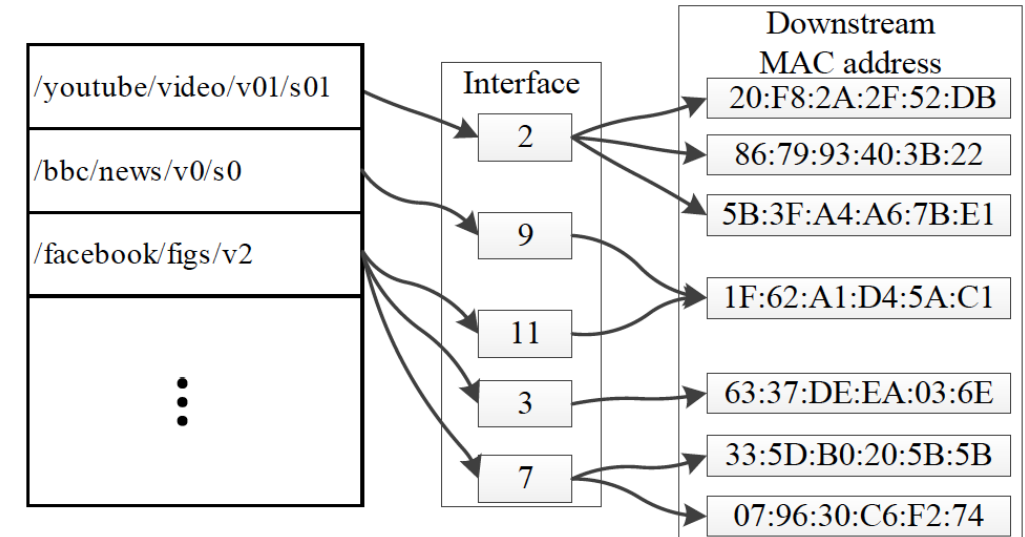 /youtube/video/v01/s01
/bbc/news/v0/s0
/facebook/figs/v2
Interface
2
9
11
3
7
Downstream
MAC address
20:F8:2A:2F:52:DB
86:79:93:40:3B:22
5B:3F:A4:A6:7B:E1
1F:62:A1:D4:5A:C1
63:37:DE:EA:03:6E
33:5D:B0:20:5B:5B
07:96:30:C6:F2:74